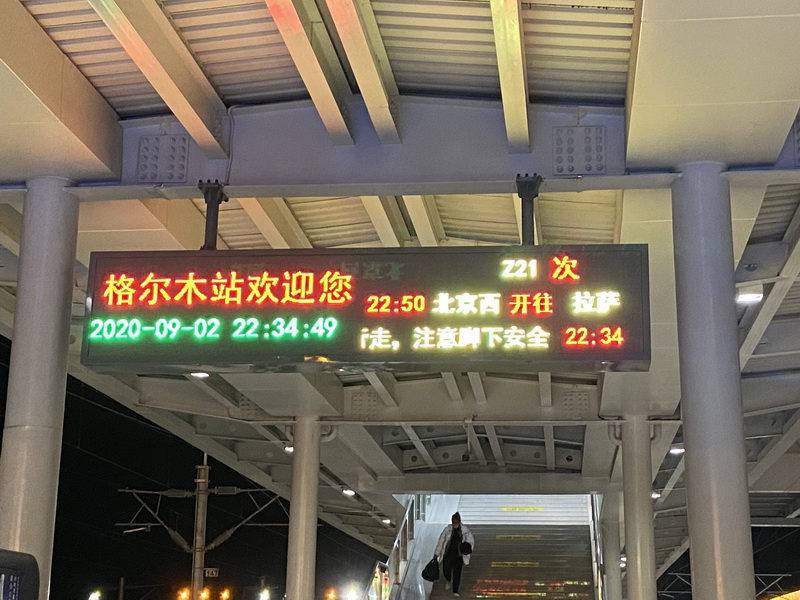 格尔木站欢迎您
2020-09-02 22:34:49
Z21 次
22:50 北京西 开往 拉萨
走，注意脚下安全 22:34